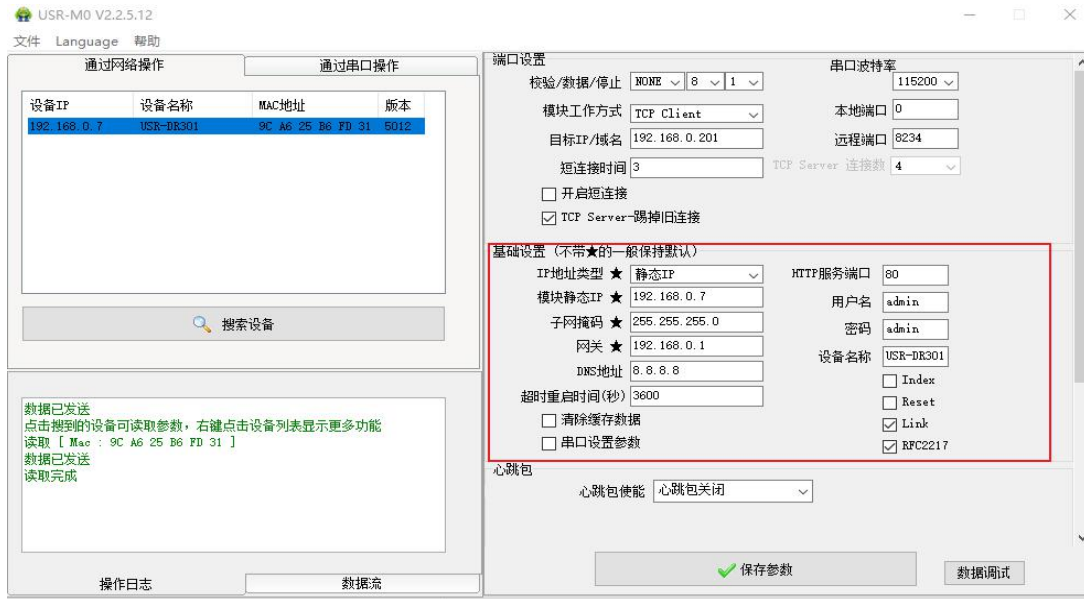 USR-M0 V2.2.5.12
文件 Language 帮助
通过网络操作 通过串口操作
设备IP 设备名称 MAC地址 版本
192.168.0.7 USR-DR301 9C A6 25 B6 FD 31 5012
搜索设备
数据已发送
点击搜到的设备可读取参数，右键点击设备列表显示更多功能
读取 [ Mac : 9C A6 25 B6 FD 31 ]
数据已发送
读取完成
操作日志 数据流
端口设置
串口波特率
校验/数据/停止 NONE 8 1 115200
模块工作方式 TCP Client 本地端口 0
目标IP/域名 192.168.0.201 远程端口 8234
短连接时间 3 TCP Server 连接数 4
开启短连接
TCP Server-踢掉旧连接
基础设置（不带★的一般保持默认）
IP地址类型 ★ 静态IP HTTP服务端口 80
模块静态IP ★ 192.168.0.7 用户名 admin
子网掩码 ★ 255.255.255.0 密码 admin
网关 ★ 192.168.0.1 设备名称 USR-DR301
DNS地址 8.8.8.8 Index
超时重启时间(秒) 3600 Reset
清除缓存数据 Link
串口设置参数 RFC2217
心跳包
心跳包使能 心跳包关闭
保存参数 数据调试